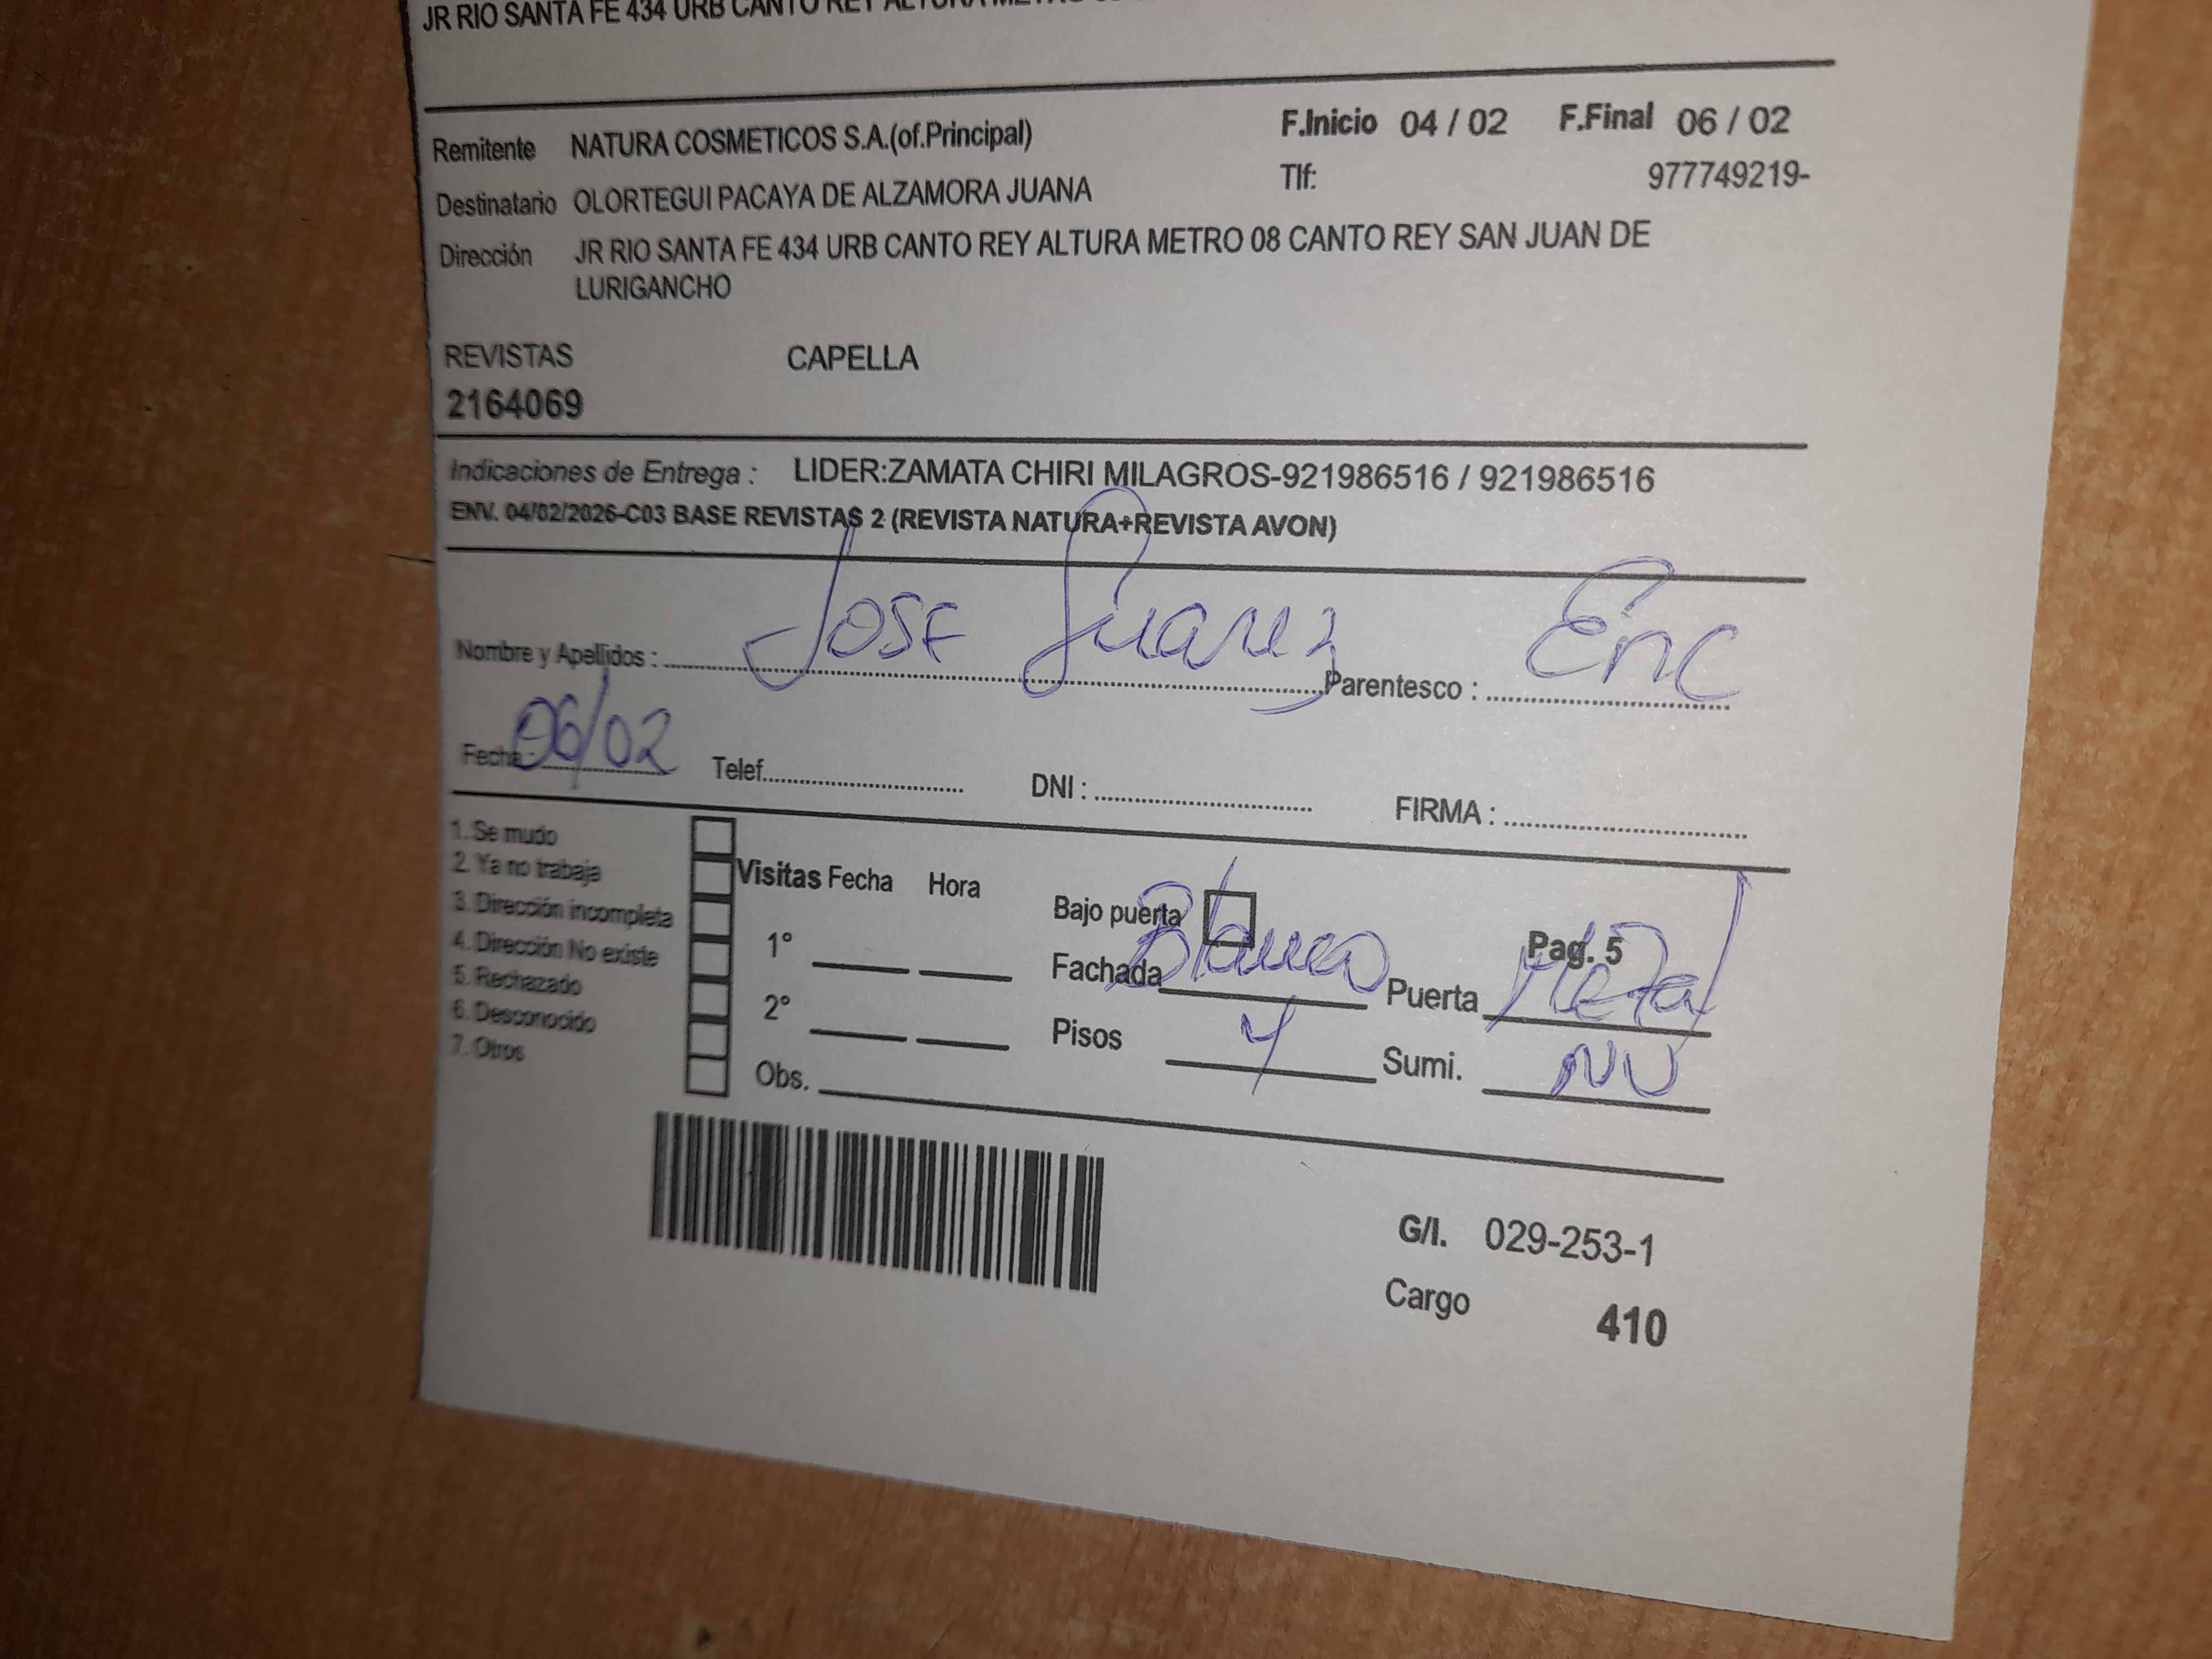 JR RIO SANTA FE 434 URB CANTO REY ALTURA METRO
Remitente NATURA COSMETICOS S.A.(of.Principal) F.Inicio 04 / 02 F.Final 06 / 02
Destinatario OLORTEGUI PACAYA DE ALZAMORA JUANA Tlf: 977749219-
Dirección JR RIO SANTA FE 434 URB CANTO REY ALTURA METRO 08 CANTO REY SAN JUAN DE
LURIGANCHO
REVISTAS CAPELLA
2164069
Indicaciones de Entrega : LIDER:ZAMATA CHIRI MILAGROS-921986516 / 921986516
ENV. 04/02/2026-C03 BASE REVISTAS 2 (REVISTA NATURA+REVISTA AVON)
Nombre y Apellidos : Jose Suarez Parentesco : Enc
Fecha : 06/02 Telef. DNI : FIRMA :
1. Se mudo
2. Ya no trabaja
3. Dirección incompleta
4. Dirección No existe
5. Rechazado
6. Desconocido
7. Otros
Visitas Fecha Hora
1°
2°
Obs.
Bajo puerta Pag. 5
Fachada Blanco Puerta Metal
Pisos 4 Sumi. NV
G/I. 029-253-1
Cargo 410